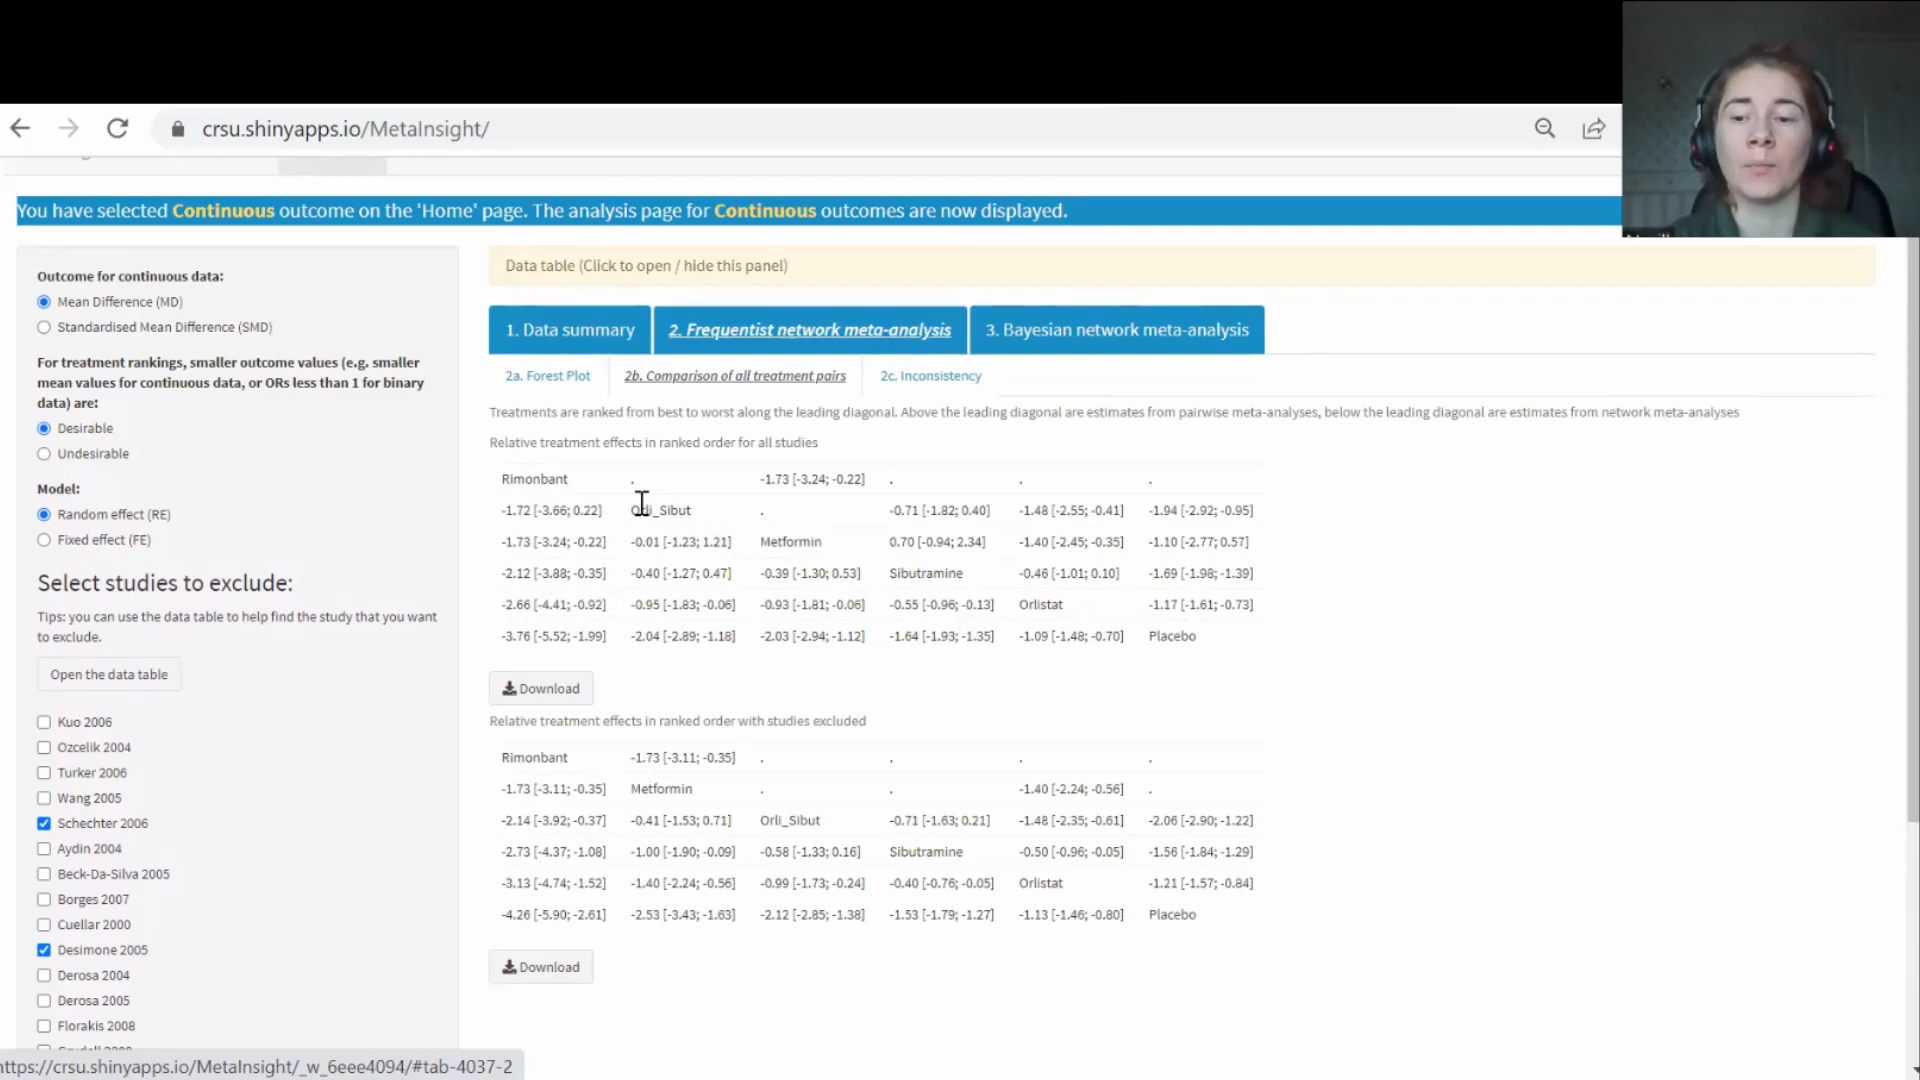 crsu.shinyapps.io/MetaInsight/
You have selected Continuous outcome on the 'Home' page. The analysis page for Continuous outcomes are now displayed.
Outcome for continuous data:
Mean Difference (MD)
Standardised Mean Difference (SMD)
For treatment rankings, smaller outcome values (e.g. smaller
mean values for continuous data, or ORs less than 1 for binary
data) are:
Desirable
Undesirable
Model:
Random effect (RE)
Fixed effect (FE)
Select studies to exclude:
Tips: you can use the data table to help find the study that you want
to exclude.
Open the data table
Kuo 2006
Ozcelik 2004
Turker 2006
Wang 2005
Schechter 2006
Aydin 2004
Beck-Da-Silva 2005
Borges 2007
Cuellar 2000
Desimone 2005
Derosa 2004
Derosa 2005
Florakis 2008
Data table (Click to open / hide this panel)
1. Data summary 2. Frequentist network meta-analysis 3. Bayesian network meta-analysis
2a. Forest Plot 2b. Comparison of all treatment pairs 2c. Inconsistency
Treatments are ranked from best to worst along the leading diagonal. Above the leading diagonal are estimates from pairwise meta-analyses, below the leading diagonal are estimates from network meta-analyses
Relative treatment effects in ranked order for all studies
Rimonbant . -1.73 [-3.24; -0.22] . . .
-1.72 [-3.66; 0.22] Orli_Sibut . -0.71 [-1.82; 0.40] -1.48 [-2.55; -0.41] -1.94 [-2.92; -0.95]
-1.73 [-3.24; -0.22] -0.01 [-1.23; 1.21] Metformin 0.70 [-0.94; 2.34] -1.40 [-2.45; -0.35] -1.10 [-2.77; 0.57]
-2.12 [-3.88; -0.35] -0.40 [-1.27; 0.47] -0.39 [-1.30; 0.53] Sibutramine -0.46 [-1.01; 0.10] -1.69 [-1.98; -1.39]
-2.66 [-4.41; -0.92] -0.95 [-1.83; -0.06] -0.93 [-1.81; -0.06] -0.55 [-0.96; -0.13] Orlistat -1.17 [-1.61; -0.73]
-3.76 [-5.52; -1.99] -2.04 [-2.89; -1.18] -2.03 [-2.94; -1.12] -1.64 [-1.93; -1.35] -1.09 [-1.48; -0.70] Placebo
Download
Relative treatment effects in ranked order with studies excluded
Rimonbant -1.73 [-3.11; -0.35] . . . .
-1.73 [-3.11; -0.35] Metformin . . -1.40 [-2.24; -0.56] .
-2.14 [-3.92; -0.37] -0.41 [-1.53; 0.71] Orli_Sibut -0.71 [-1.63; 0.21] -1.48 [-2.35; -0.61] -2.06 [-2.90; -1.22]
-2.73 [-4.37; -1.08] -1.00 [-1.90; -0.09] -0.58 [-1.33; 0.16] Sibutramine -0.50 [-0.96; -0.05] -1.56 [-1.84; -1.29]
-3.13 [-4.74; -1.52] -1.40 [-2.24; -0.56] -0.99 [-1.73; -0.24] -0.40 [-0.76; -0.05] Orlistat -1.21 [-1.57; -0.84]
-4.26 [-5.90; -2.61] -2.53 [-3.43; -1.63] -2.12 [-2.85; -1.38] -1.53 [-1.79; -1.27] -1.13 [-1.46; -0.80] Placebo
Download
https://crsu.shinyapps.io/MetaInsight/_w_6eee4094/#tab-4037-2